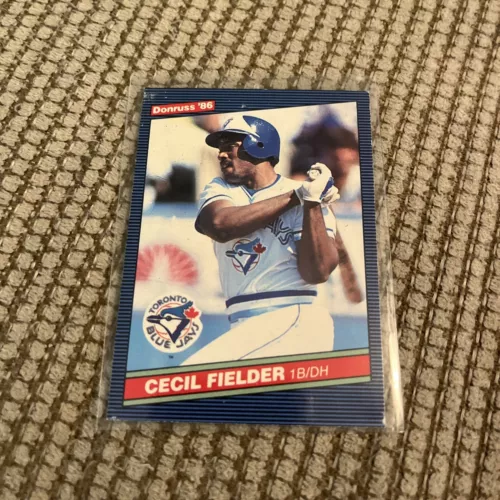 Donruss '86
TORONTO
BLUE JAYS
CECIL FIELDER 1B/DH